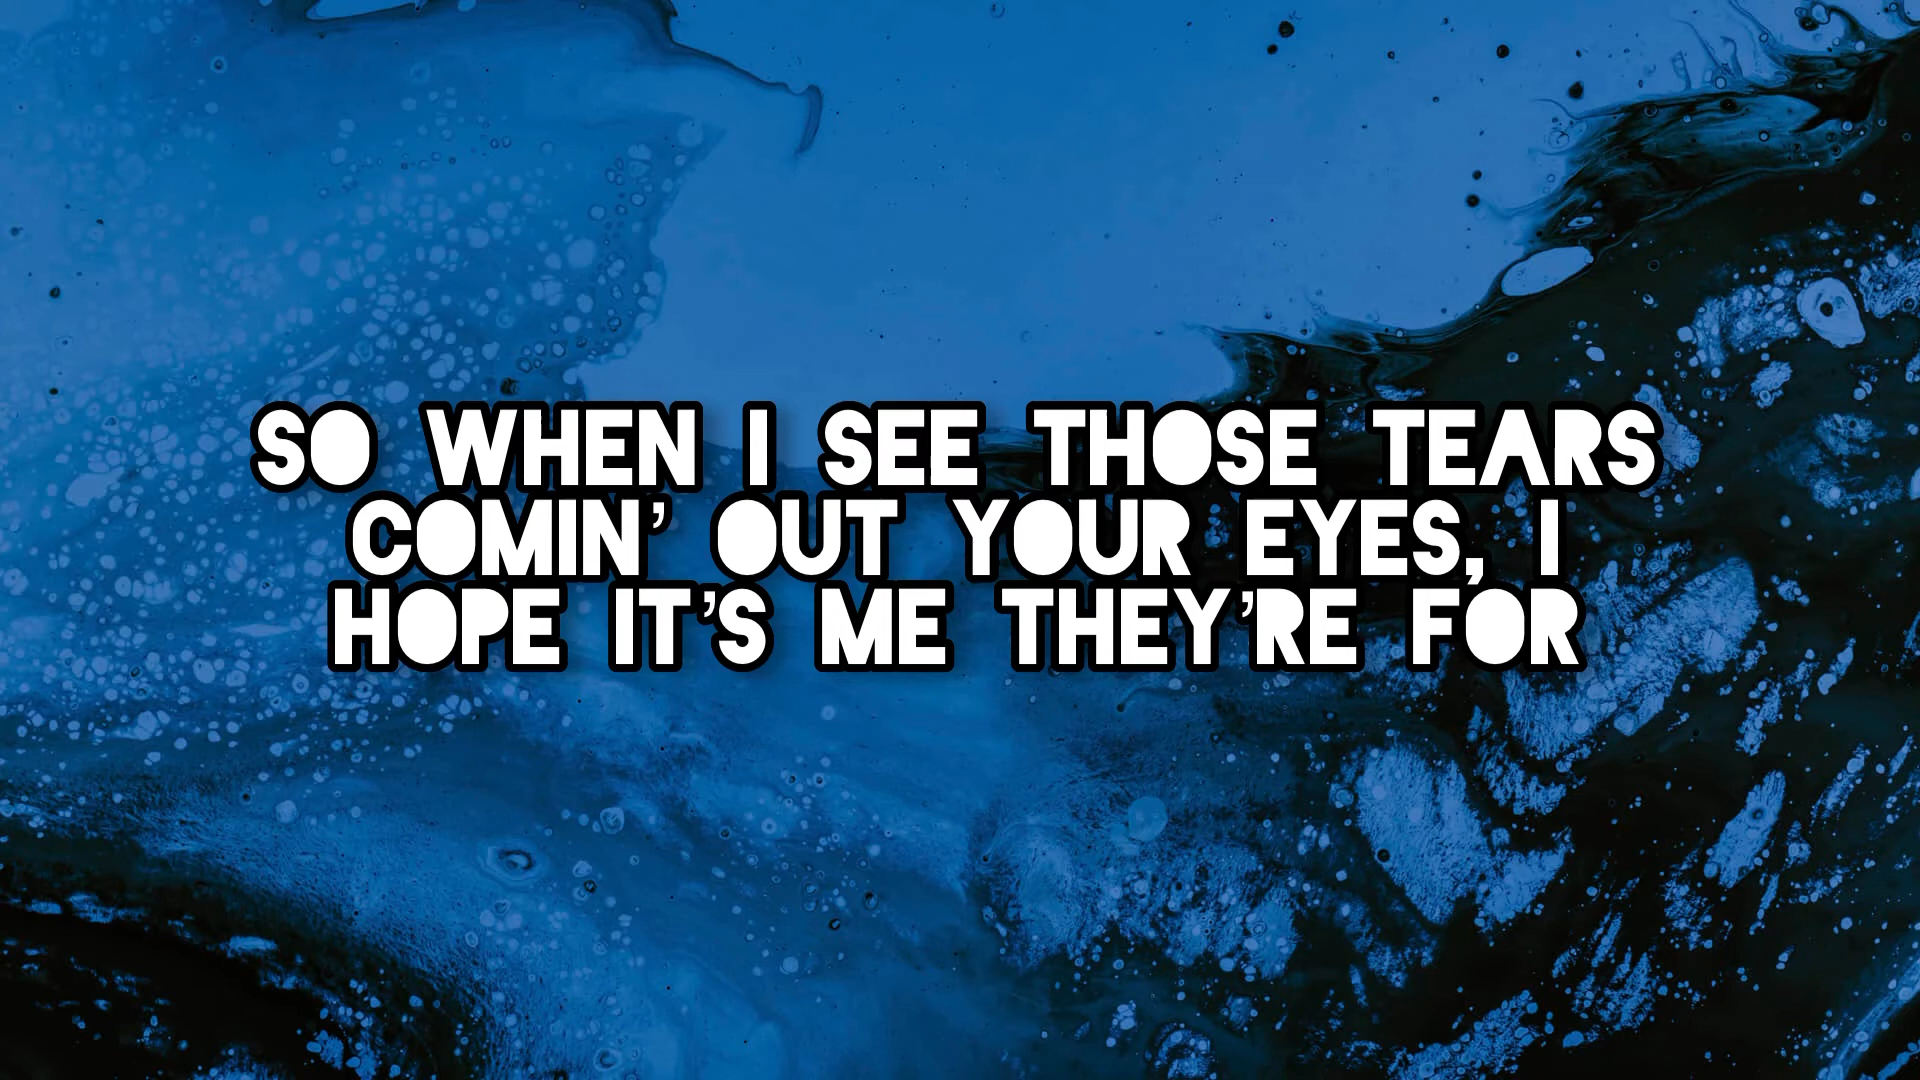 SO WHEN I SEE THOSE TEARS
COMIN' OUT YOUR EYES, I
HOPE IT'S ME THEY'RE FOR